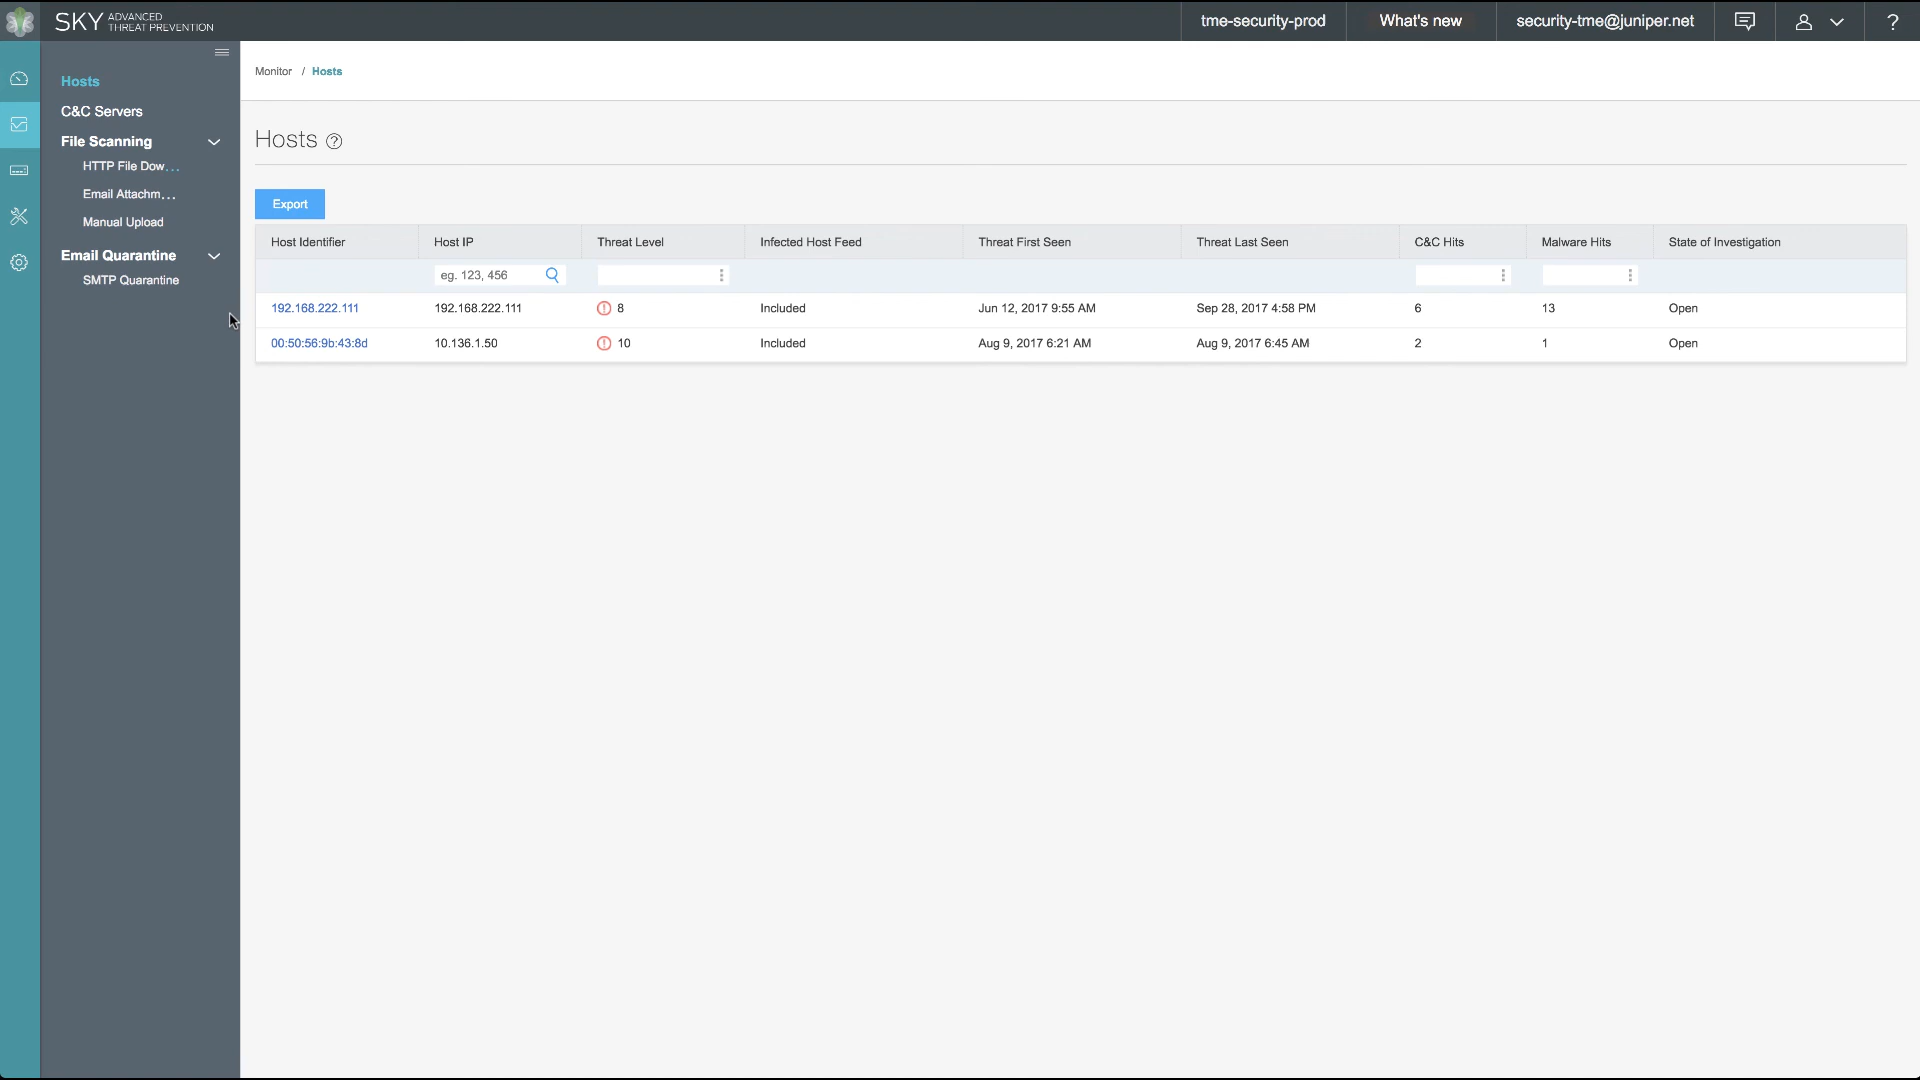 SKY ADVANCED THREAT PREVENTION
tme-security-prod
What's new
security-tme@juniper.net
?
Hosts
C&C Servers
File Scanning
HTTP File Dow...
Email Attachm...
Manual Upload
Email Quarantine
SMTP Quarantine
Monitor / Hosts
Hosts ?
Export
Host Identifier Host IP Threat Level Infected Host Feed Threat First Seen Threat Last Seen C&C Hits Malware Hits State of Investigation
eg. 123, 456
192.168.222.111 192.168.222.111 8 Included Jun 12, 2017 9:55 AM Sep 28, 2017 4:58 PM 6 13 Open
00:50:56:9b:43:8d 10.136.1.50 10 Included Aug 9, 2017 6:21 AM Aug 9, 2017 6:45 AM 2 1 Open